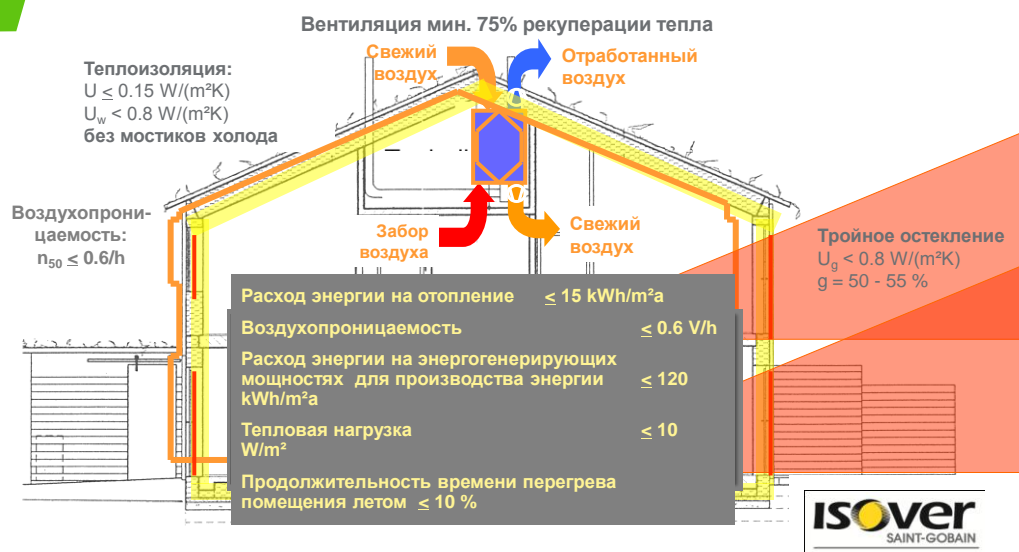 Вентиляция мин. 75% рекуперации тепла
Свежий
воздух
Отработанный
воздух
Теплоизоляция:
U ≤ 0.15 W/(m²K)
Uw < 0.8 W/(m²K)
без мостиков холода
Воздухопрони-
цаемость:
n50 ≤ 0.6/h
Забор
воздуха
Свежий
воздух
Тройное остекление
Ug < 0.8 W/(m²K)
g = 50 - 55 %
Расход энергии на отопление ≤ 15 kWh/m²a
Воздухопроницаемость ≤ 0.6 V/h
Расход энергии на энергогенерирующих
мощностях для производства энергии ≤ 120
kWh/m²a
Тепловая нагрузка ≤ 10
W/m²
Продолжительность времени перегрева
помещения летом ≤ 10 %
ISOVER
SAINT-GOBAIN